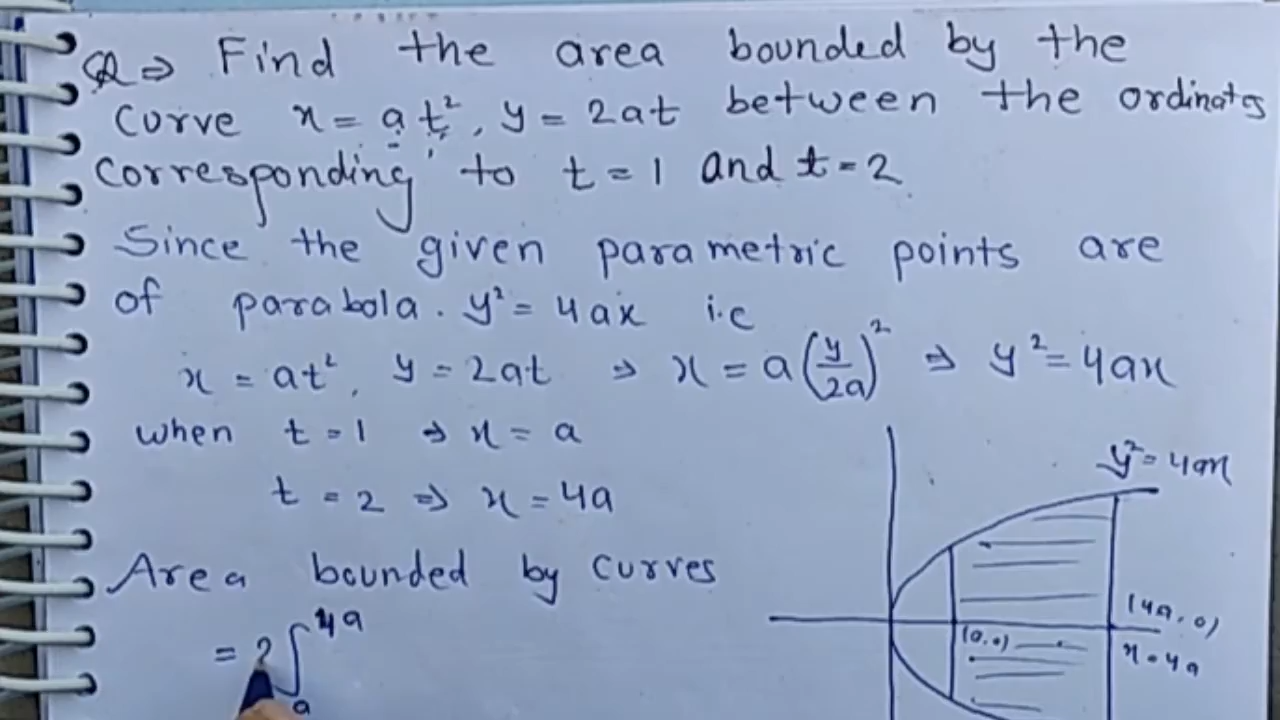 Q ⇒ Find the area bounded by the
curve x = at², y = 2at between the ordinates
corresponding to t = 1 and t = 2
Since the given parametric points are
of parabola. y² = 4ax i.e
x = at², y = 2at ⇒ x = a(y/2a)² ⇒ y² = 4ax
when t = 1 ⇒ x = a
t = 2 ⇒ x = 4a
y² = 4ax
Area bounded by curves
= 2∫ₐ⁴ᵃ
(4a, 0)
(0,0)
x = 4a